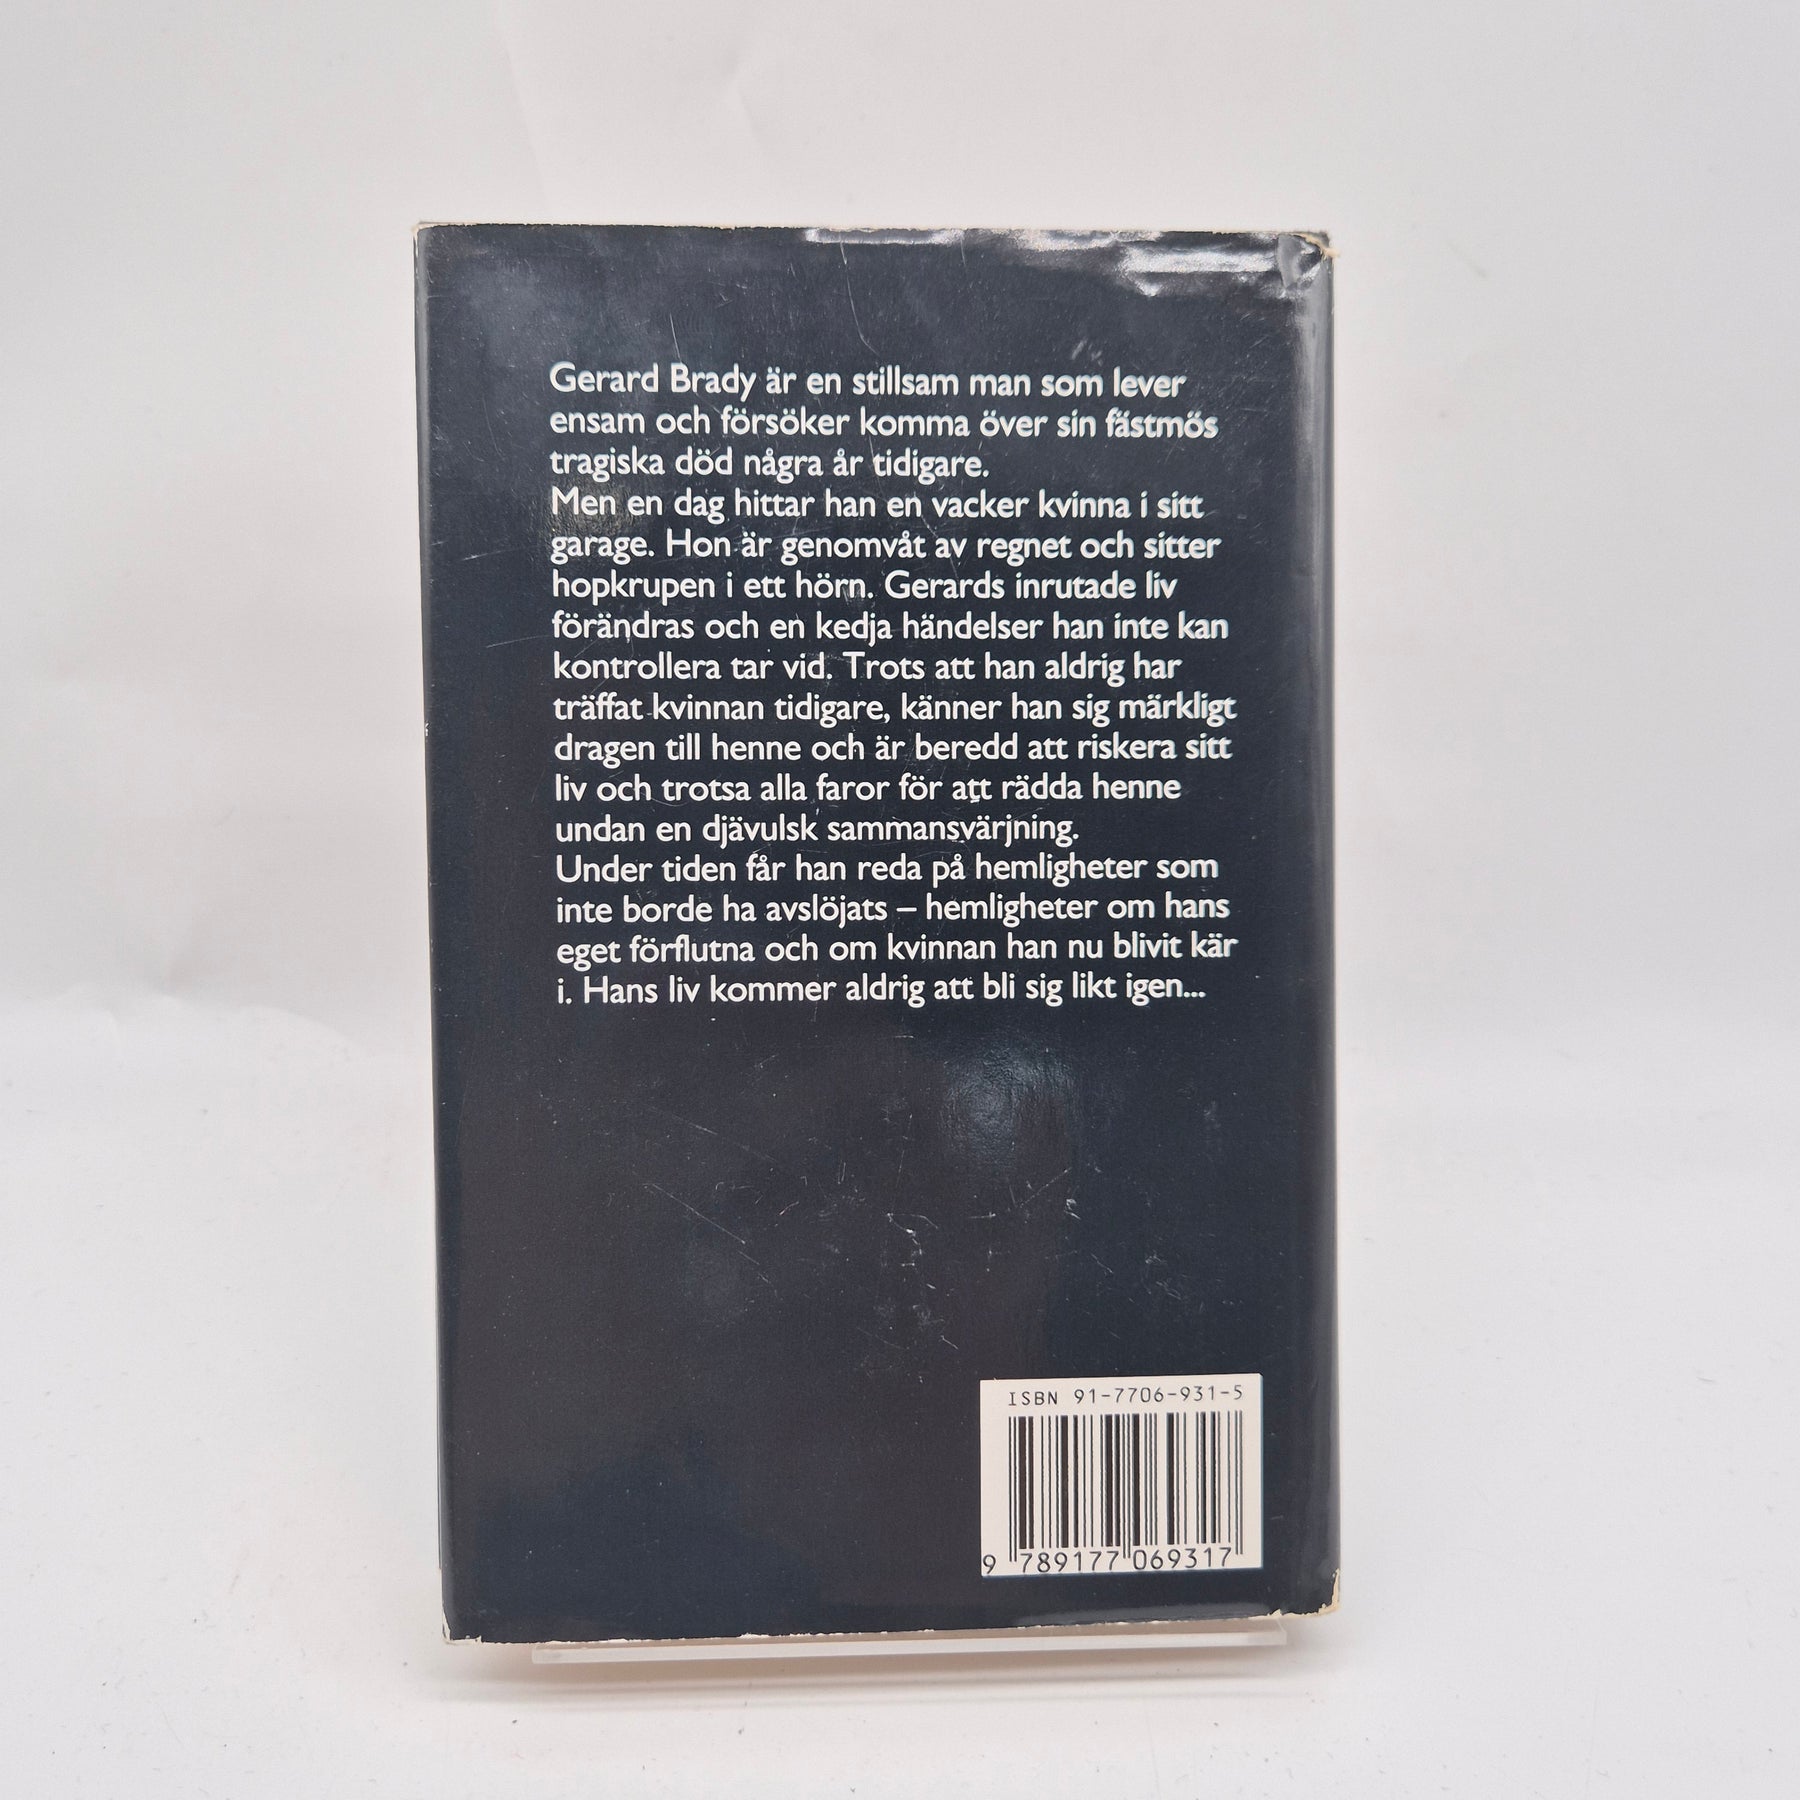 Gerard Brady är en stillsam man som lever
ensam och försöker komma över sin fästmös
tragiska död några år tidigare.
Men en dag hittar han en vacker kvinna i sitt
garage. Hon är genomvåt av regnet och sitter
hopkrupen i ett hörn. Gerards inrutade liv
förändras och en kedja händelser han inte kan
kontrollera tar vid. Trots att han aldrig har
träffat kvinnan tidigare, känner han sig märkligt
dragen till henne och är beredd att riskera sitt
liv och trotsa alla faror för att rädda henne
undan en djävulsk sammansvärjning.
Under tiden får han reda på hemligheter som
inte borde ha avslöjats – hemligheter om hans
eget förflutna och om kvinnan han nu blivit kär
i. Hans liv kommer aldrig att bli sig likt igen...
ISBN 91-7706-931-5
9 789177 069317